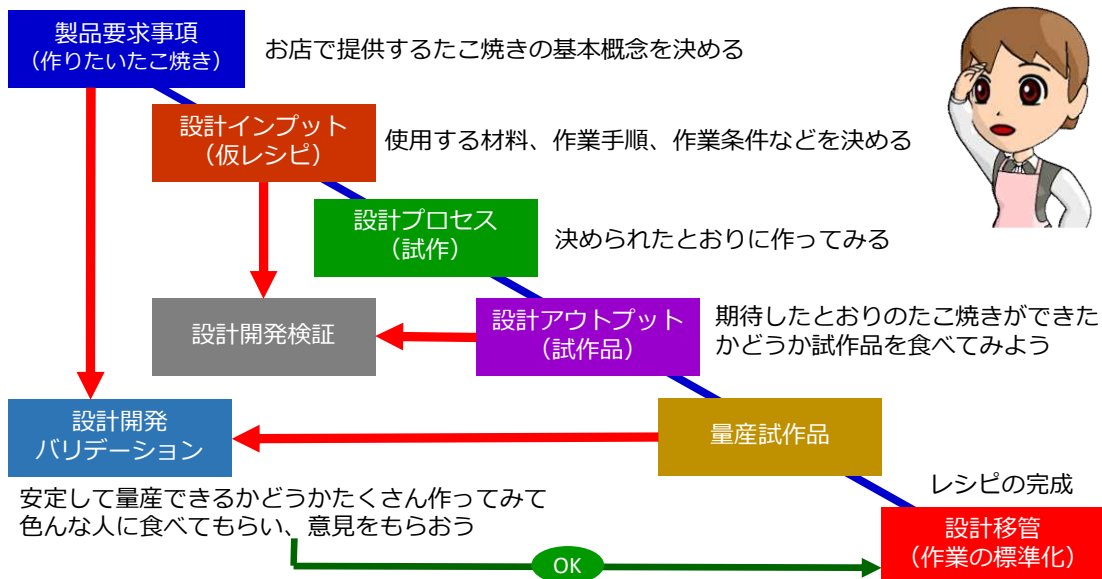 製品要求事項
（作りたいたこ焼き）
お店で提供するたこ焼きの基本概念を決める
設計インプット
（仮レシピ）
使用する材料、作業手順、作業条件などを決める
設計プロセス
（試作）
決められたとおりに作ってみる
設計開発検証
設計アウトプット
（試作品）
期待したとおりのたこ焼きができた
かどうか試作品を食べてみよう
設計開発
バリデーション
量産試作品
安定して量産できるかどうかたくさん作ってみて
色んな人に食べてもらい、意見をもらおう
レシピの完成
設計移管
（作業の標準化）
OK